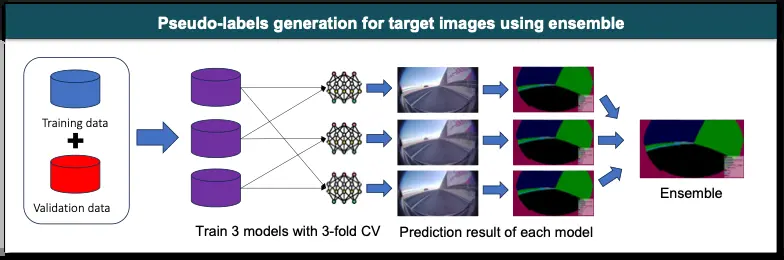 Pseudo-labels generation for target images using ensemble
Training data
Validation data
Train 3 models with 3-fold CV
Prediction result of each model
Ensemble